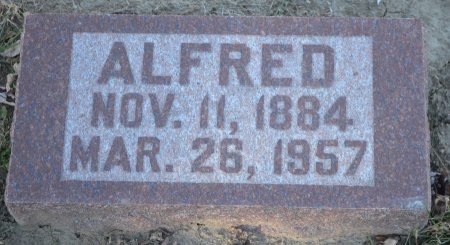 ALFRED
NOV. 11, 1884
MAR. 26, 1957